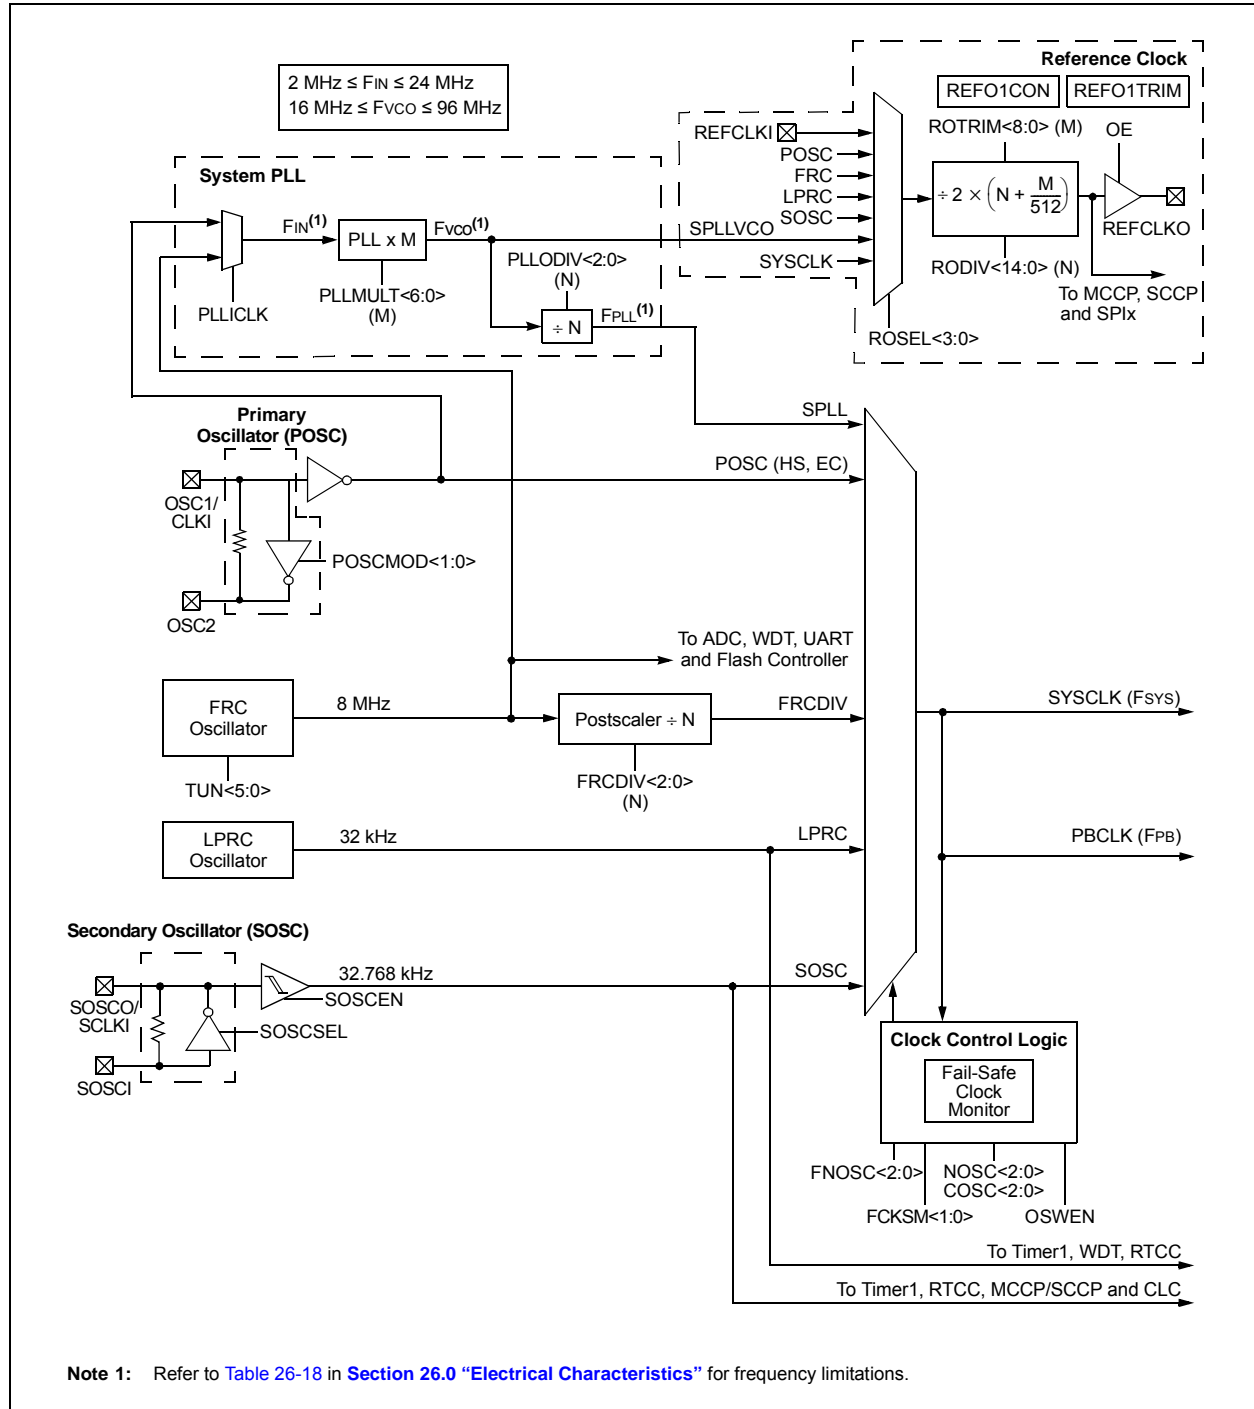 2 MHz ≤ FIN ≤ 24 MHz
16 MHz ≤ FVCO ≤ 96 MHz
Reference Clock
REFO1CON
REFO1TRIM
REFCLKI
POSC
FRC
LPRC
SOSC
SPLLVCO
SYSCLK
ROTRIM<8:0> (M)
OE
÷ 2 × (N + M/512)
REFCLKO
RODIV<14:0> (N)
To MCCP, SCCP
and SPIx
ROSEL<3:0>
System PLL
FIN(1)
PLL x M
FVCO(1)
PLLICLK
PLLMULT<6:0>
(M)
PLLODIV<2:0>
(N)
÷ N
FPLL(1)
SPLL
Primary
Oscillator (POSC)
POSC (HS, EC)
OSC1/
CLKI
POSCMOD<1:0>
OSC2
To ADC, WDT, UART
and Flash Controller
FRC
Oscillator
8 MHz
Postscaler ÷ N
FRCDIV
TUN<5:0>
FRCDIV<2:0>
(N)
SYSCLK (FSYS)
LPRC
Oscillator
32 kHz
LPRC
PBCLK (FPB)
Secondary Oscillator (SOSC)
32.768 kHz
SOSC
SOSCO/
SCLKI
SOSCEN
SOSCSEL
SOSCI
Clock Control Logic
Fail-Safe
Clock
Monitor
FNOSC<2:0>
NOSC<2:0>
COSC<2:0>
FCKSM<1:0>
OSWEN
To Timer1, WDT, RTCC
To Timer1, RTCC, MCCP/SCCP and CLC
Note 1: Refer to Table 26-18 in Section 26.0 “Electrical Characteristics” for frequency limitations.